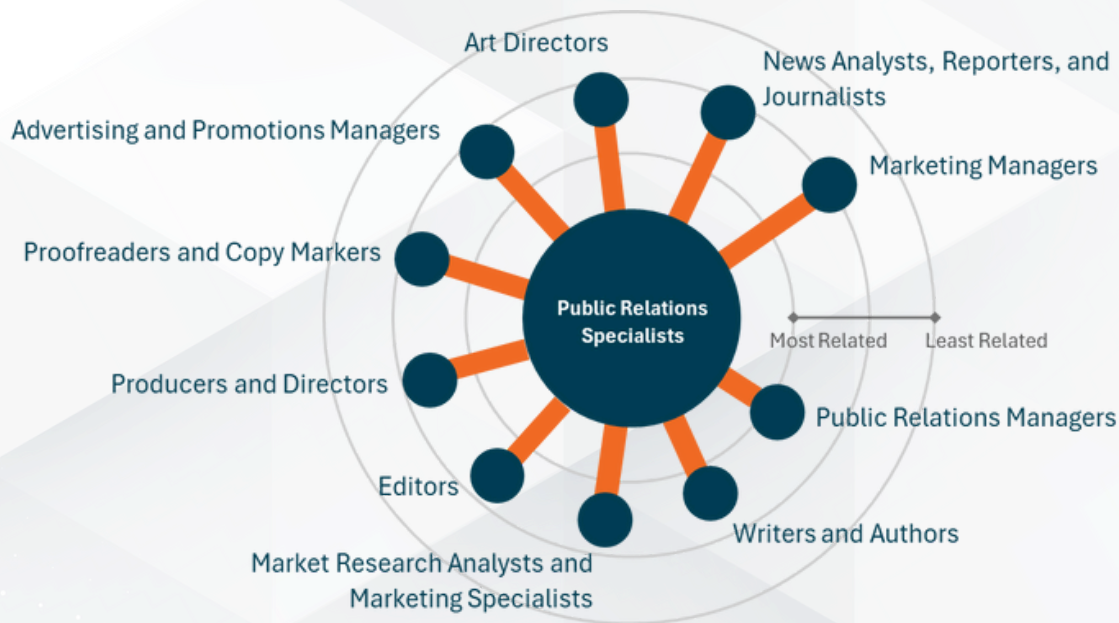 Art Directors
News Analysts, Reporters, and
Journalists
Advertising and Promotions Managers
Marketing Managers
Proofreaders and Copy Markers
Public Relations
Specialists
Most Related
Least Related
Producers and Directors
Public Relations Managers
Editors
Writers and Authors
Market Research Analysts and
Marketing Specialists